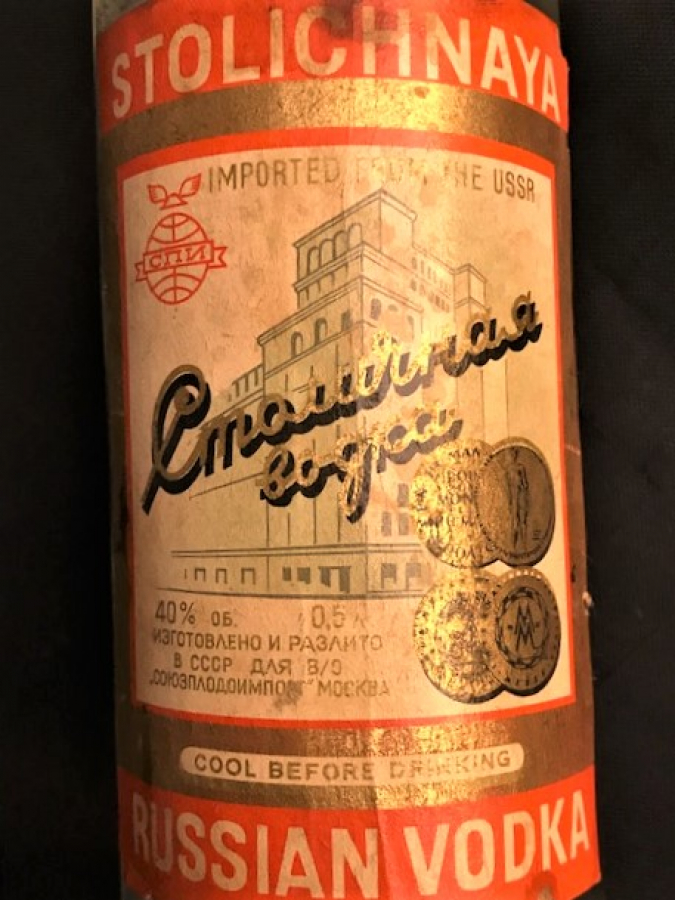 STOLICHNAYA
IMPORTED FROM THE USSR
СПИ
Столичная
водка
40% ОБ. 0,5 л
ИЗГОТОВЛЕНО И РАЗЛИТО
В СССР ДЛЯ В/О
„СОЮЗПЛОДОИМПОРТ" МОСКВА
COOL BEFORE DRINKING
RUSSIAN VODKA